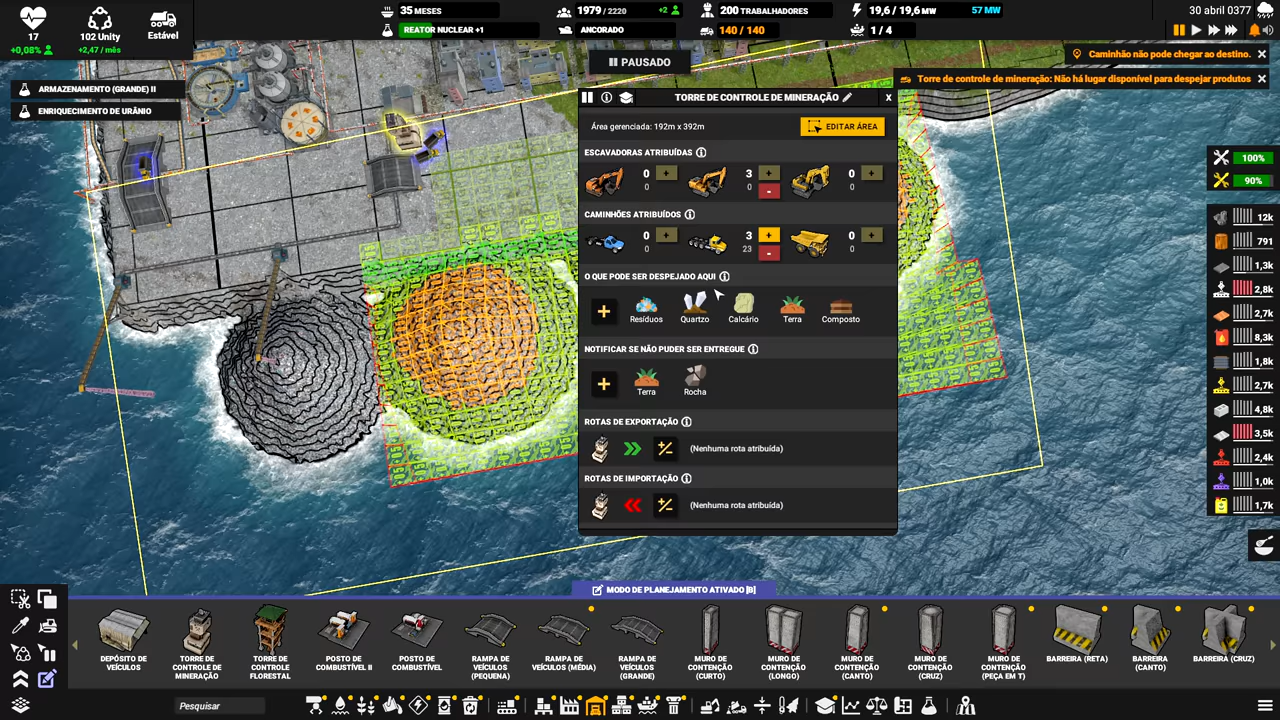 17
+0,08%
102 Unity
+2,47 / mês
Estável
35 MESES
REATOR NUCLEAR +1
1979 / 2220
+2
ANCORADO
200 TRABALHADORES
140 / 140
19,6 / 19,6 MW
57 MW
1 / 4
30 abril 0377
PAUSADO
Caminhão não pode chegar ao destino.
Torre de controle de mineração: Não há lugar disponível para despejar produtos
ARMAZENAMENTO (GRANDE) II
ENRIQUECIMENTO DE URÂNIO
TORRE DE CONTROLE DE MINERAÇÃO
X
Área gerenciada: 192m x 392m
EDITAR ÁREA
ESCAVADORAS ATRIBUÍDAS
0
0
3
0
0
0
CAMINHÕES ATRIBUÍDOS
0
0
3
23
0
0
O QUE PODE SER DESPEJADO AQUI
Resíduos
Quartzo
Calcário
Terra
Composto
NOTIFICAR SE NÃO PUDER SER ENTREGUE
Terra
Rocha
ROTAS DE EXPORTAÇÃO
(Nenhuma rota atribuída)
ROTAS DE IMPORTAÇÃO
(Nenhuma rota atribuída)
100%
90%
12k
791
1,3k
2,8k
2,7k
8,3k
1,8k
2,7k
4,8k
3,5k
2,4k
1,0k
1,7k
MODO DE PLANEJAMENTO ATIVADO [B]
DEPÓSITO DE VEÍCULOS
TORRE DE CONTROLE DE MINERAÇÃO
TORRE DE CONTROLE FLORESTAL
POSTO DE COMBUSTÍVEL II
POSTO DE COMBUSTÍVEL
RAMPA DE VEÍCULOS (PEQUENA)
RAMPA DE VEÍCULOS (MÉDIA)
RAMPA DE VEÍCULOS (GRANDE)
MURO DE CONTENÇÃO (CURTO)
MURO DE CONTENÇÃO (LONGO)
MURO DE CONTENÇÃO (CANTO)
MURO DE CONTENÇÃO (CRUZ)
MURO DE CONTENÇÃO (PEÇA EM T)
BARREIRA (RETA)
BARREIRA (CANTO)
BARREIRA (CRUZ)
Pesquisar